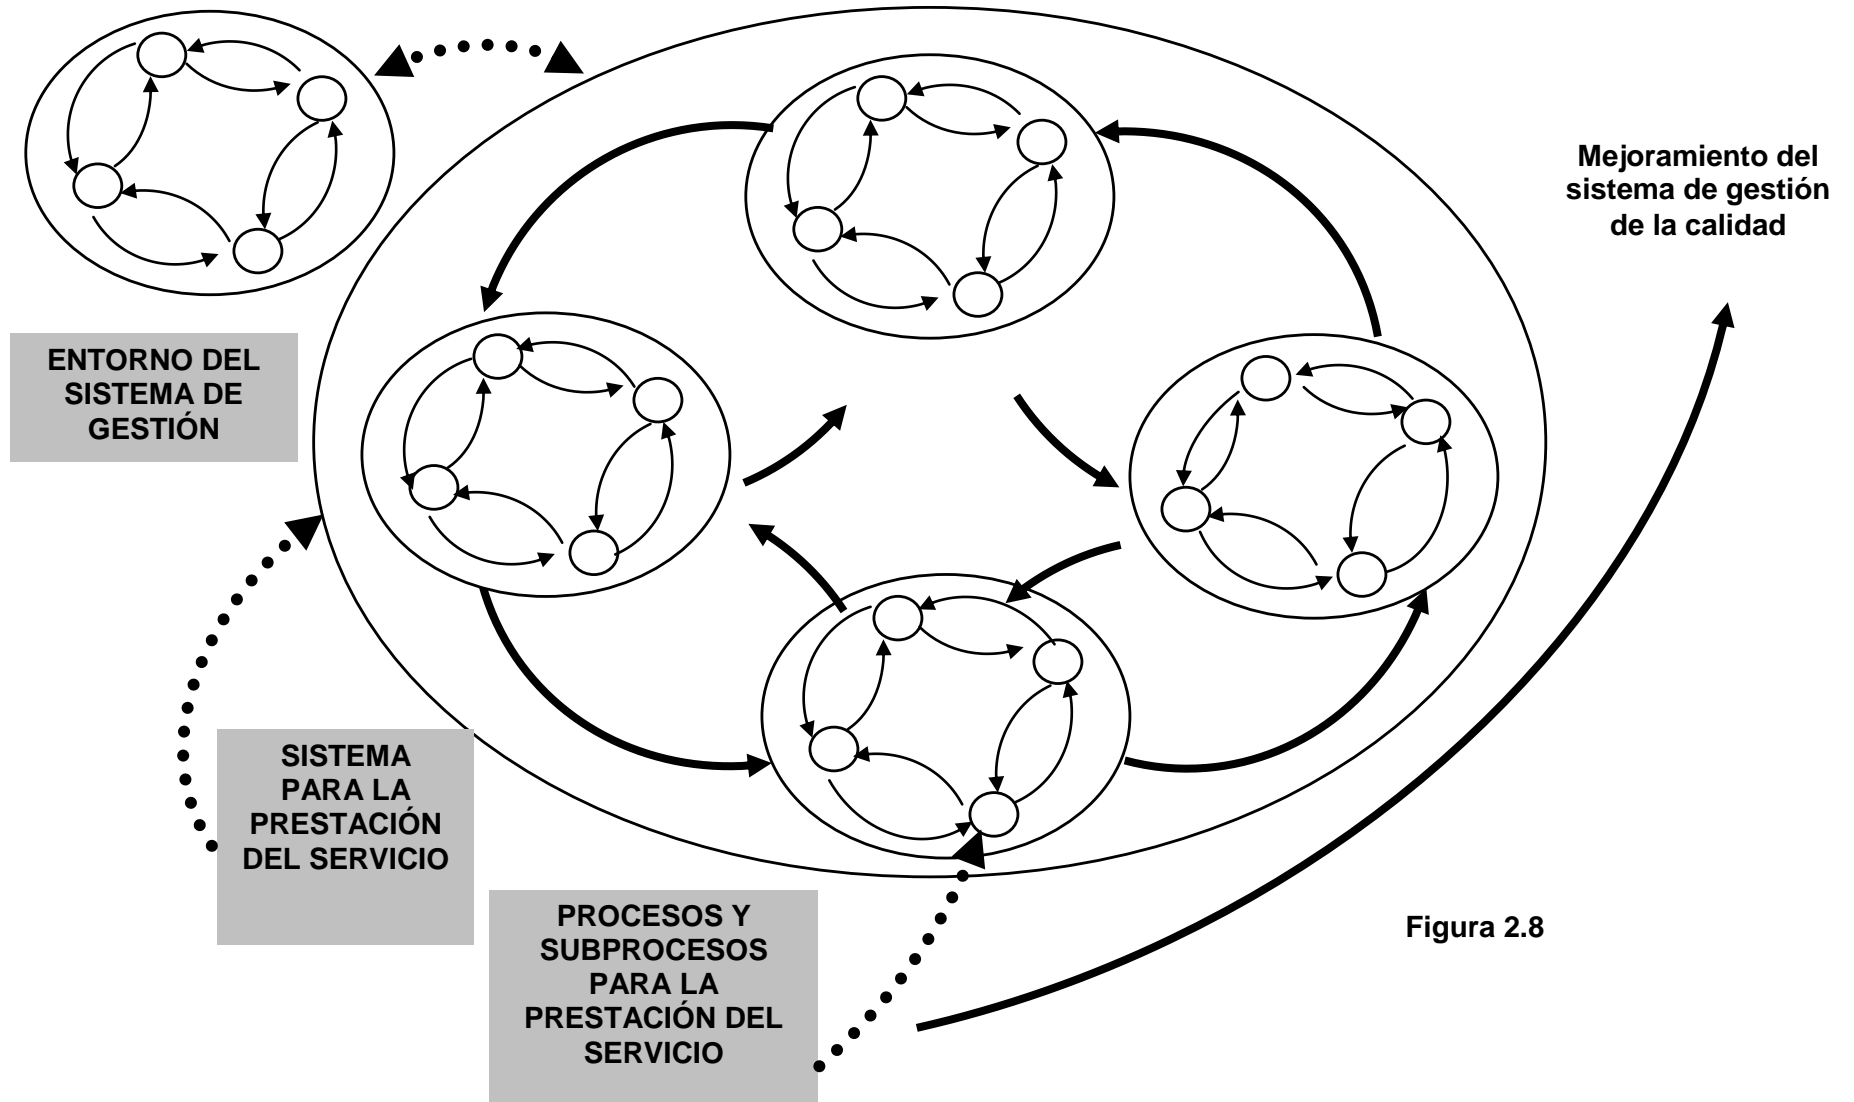 Mejoramiento del
sistema de gestión
de la calidad
ENTORNO DEL
SISTEMA DE
GESTIÓN
SISTEMA
PARA LA
PRESTACIÓN
DEL SERVICIO
PROCESOS Y
SUBPROCESOS
PARA LA
PRESTACIÓN DEL
SERVICIO
Figura 2.8